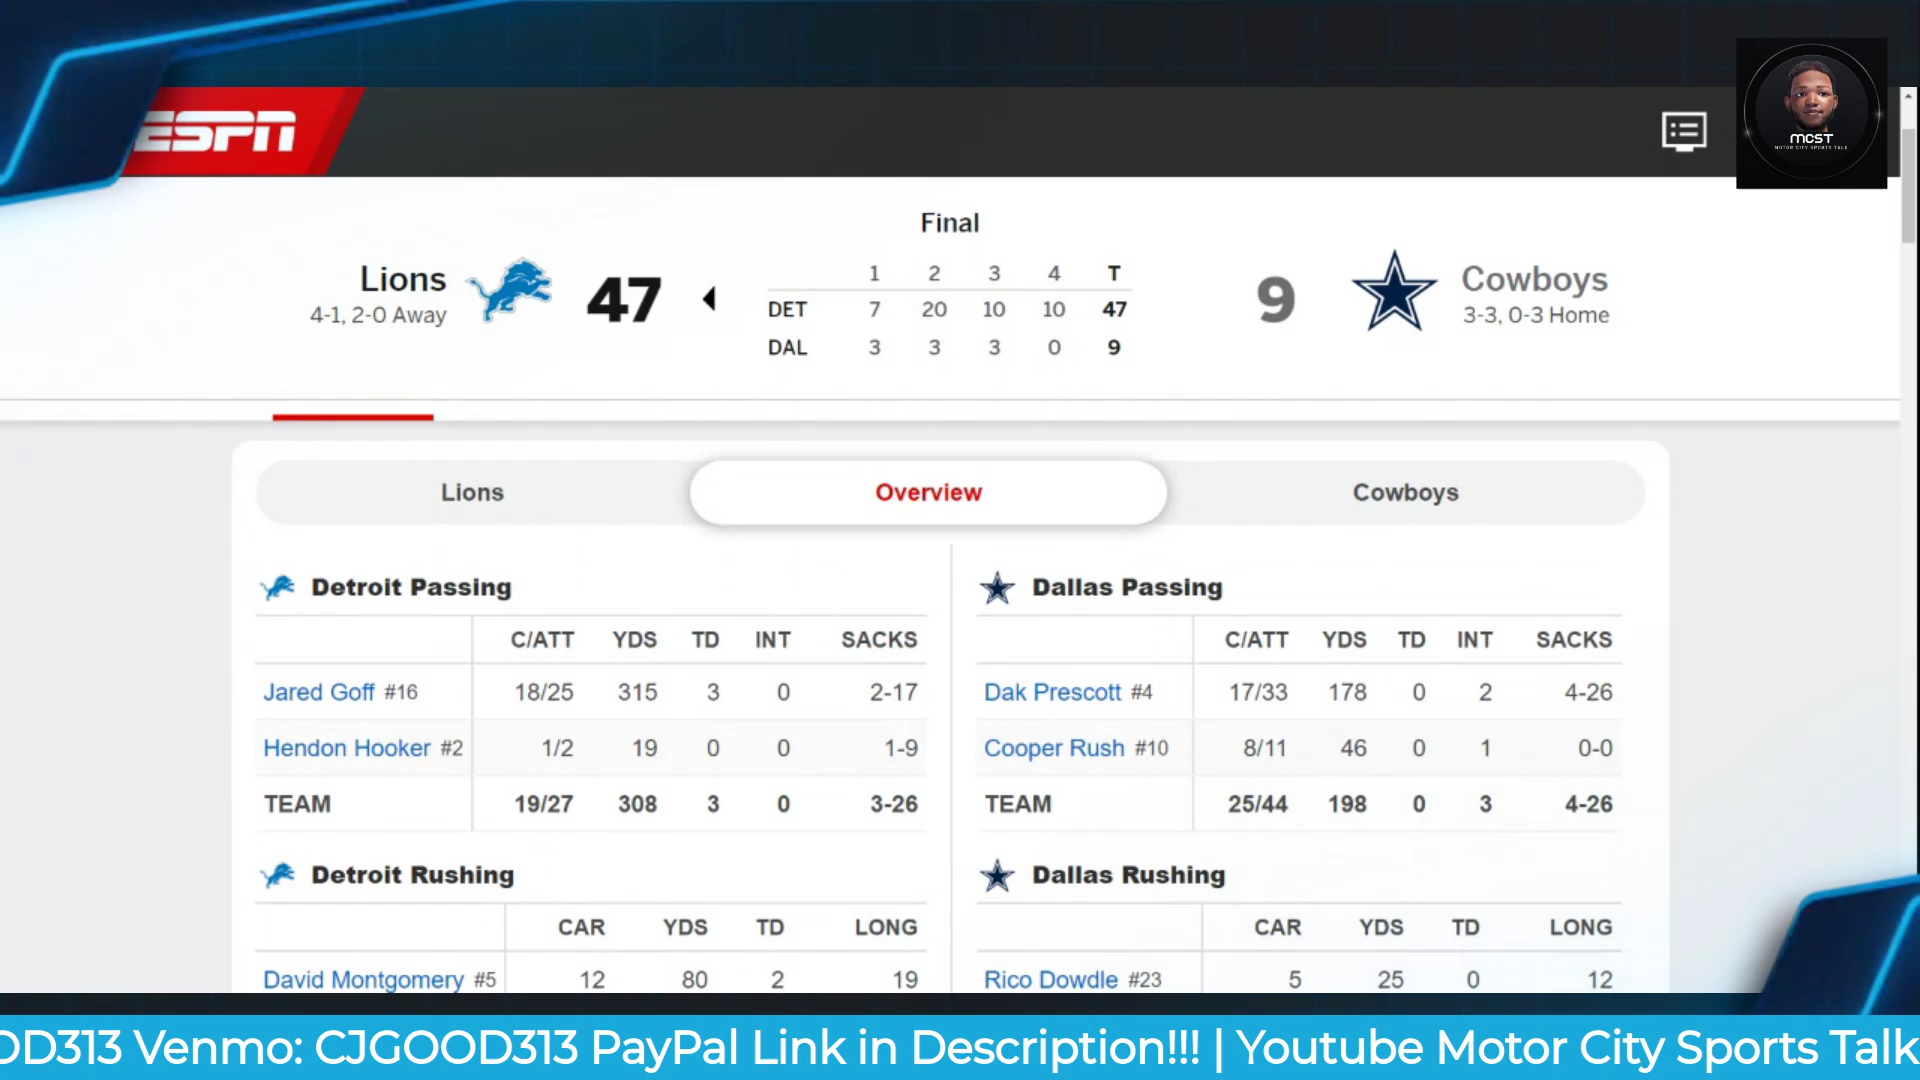 ESPN
MCST
MOTOR CITY SPORTS TALK
Final
Lions
4-1, 2-0 Away
47
1 2 3 4 T
DET 7 20 10 10 47
DAL 3 3 3 0 9
9
Cowboys
3-3, 0-3 Home
Lions Overview Cowboys
Detroit Passing
C/ATT YDS TD INT SACKS
Jared Goff #16 18/25 315 3 0 2-17
Hendon Hooker #2 1/2 19 0 0 1-9
TEAM 19/27 308 3 0 3-26
Dallas Passing
C/ATT YDS TD INT SACKS
Dak Prescott #4 17/33 178 0 2 4-26
Cooper Rush #10 8/11 46 0 1 0-0
TEAM 25/44 198 0 3 4-26
Detroit Rushing
CAR YDS TD LONG
David Montgomery #5 12 80 2 19
Dallas Rushing
CAR YDS TD LONG
Rico Dowdle #23 5 25 0 12
OD313 Venmo: CJGOOD313 PayPal Link in Description!!! | Youtube Motor City Sports Talk